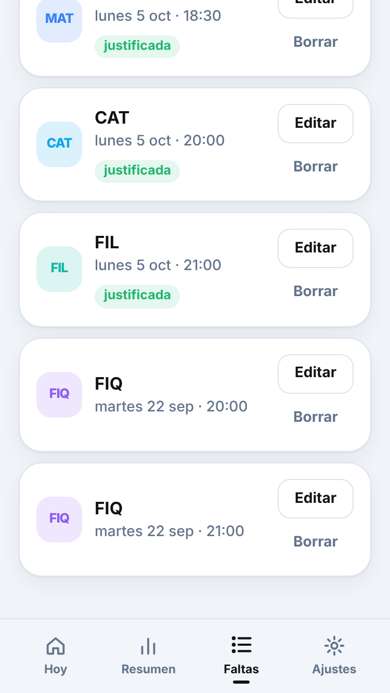 Editar
MAT
lunes 5 oct · 18:30
justificada
Borrar
CAT
CAT
lunes 5 oct · 20:00
justificada
Editar
Borrar
FIL
FIL
lunes 5 oct · 21:00
justificada
Editar
Borrar
FIQ
FIQ
martes 22 sep · 20:00
Editar
Borrar
FIQ
FIQ
martes 22 sep · 21:00
Editar
Borrar
Hoy
Resumen
Faltas
Ajustes